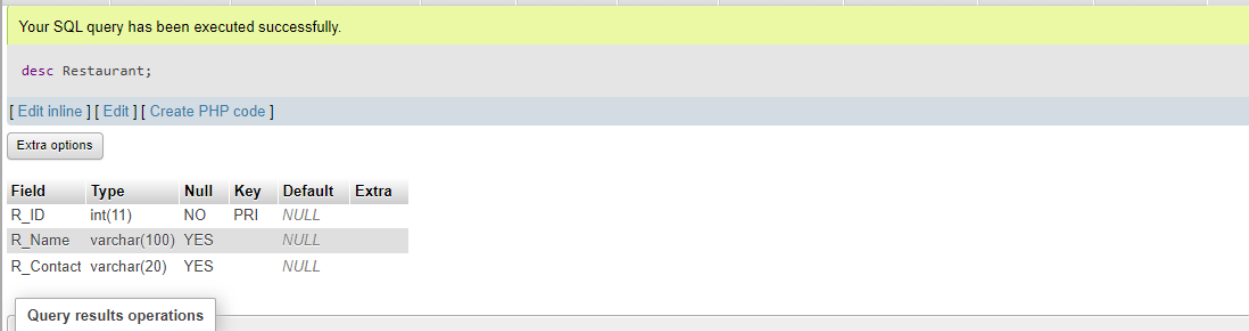 Your SQL query has been executed successfully.
desc Restaurant;
[ Edit inline ] [ Edit ] [ Create PHP code ]
Extra options
Field Type Null Key Default Extra
R_ID int(11) NO PRI NULL
R_Name varchar(100) YES NULL
R_Contact varchar(20) YES NULL
Query results operations